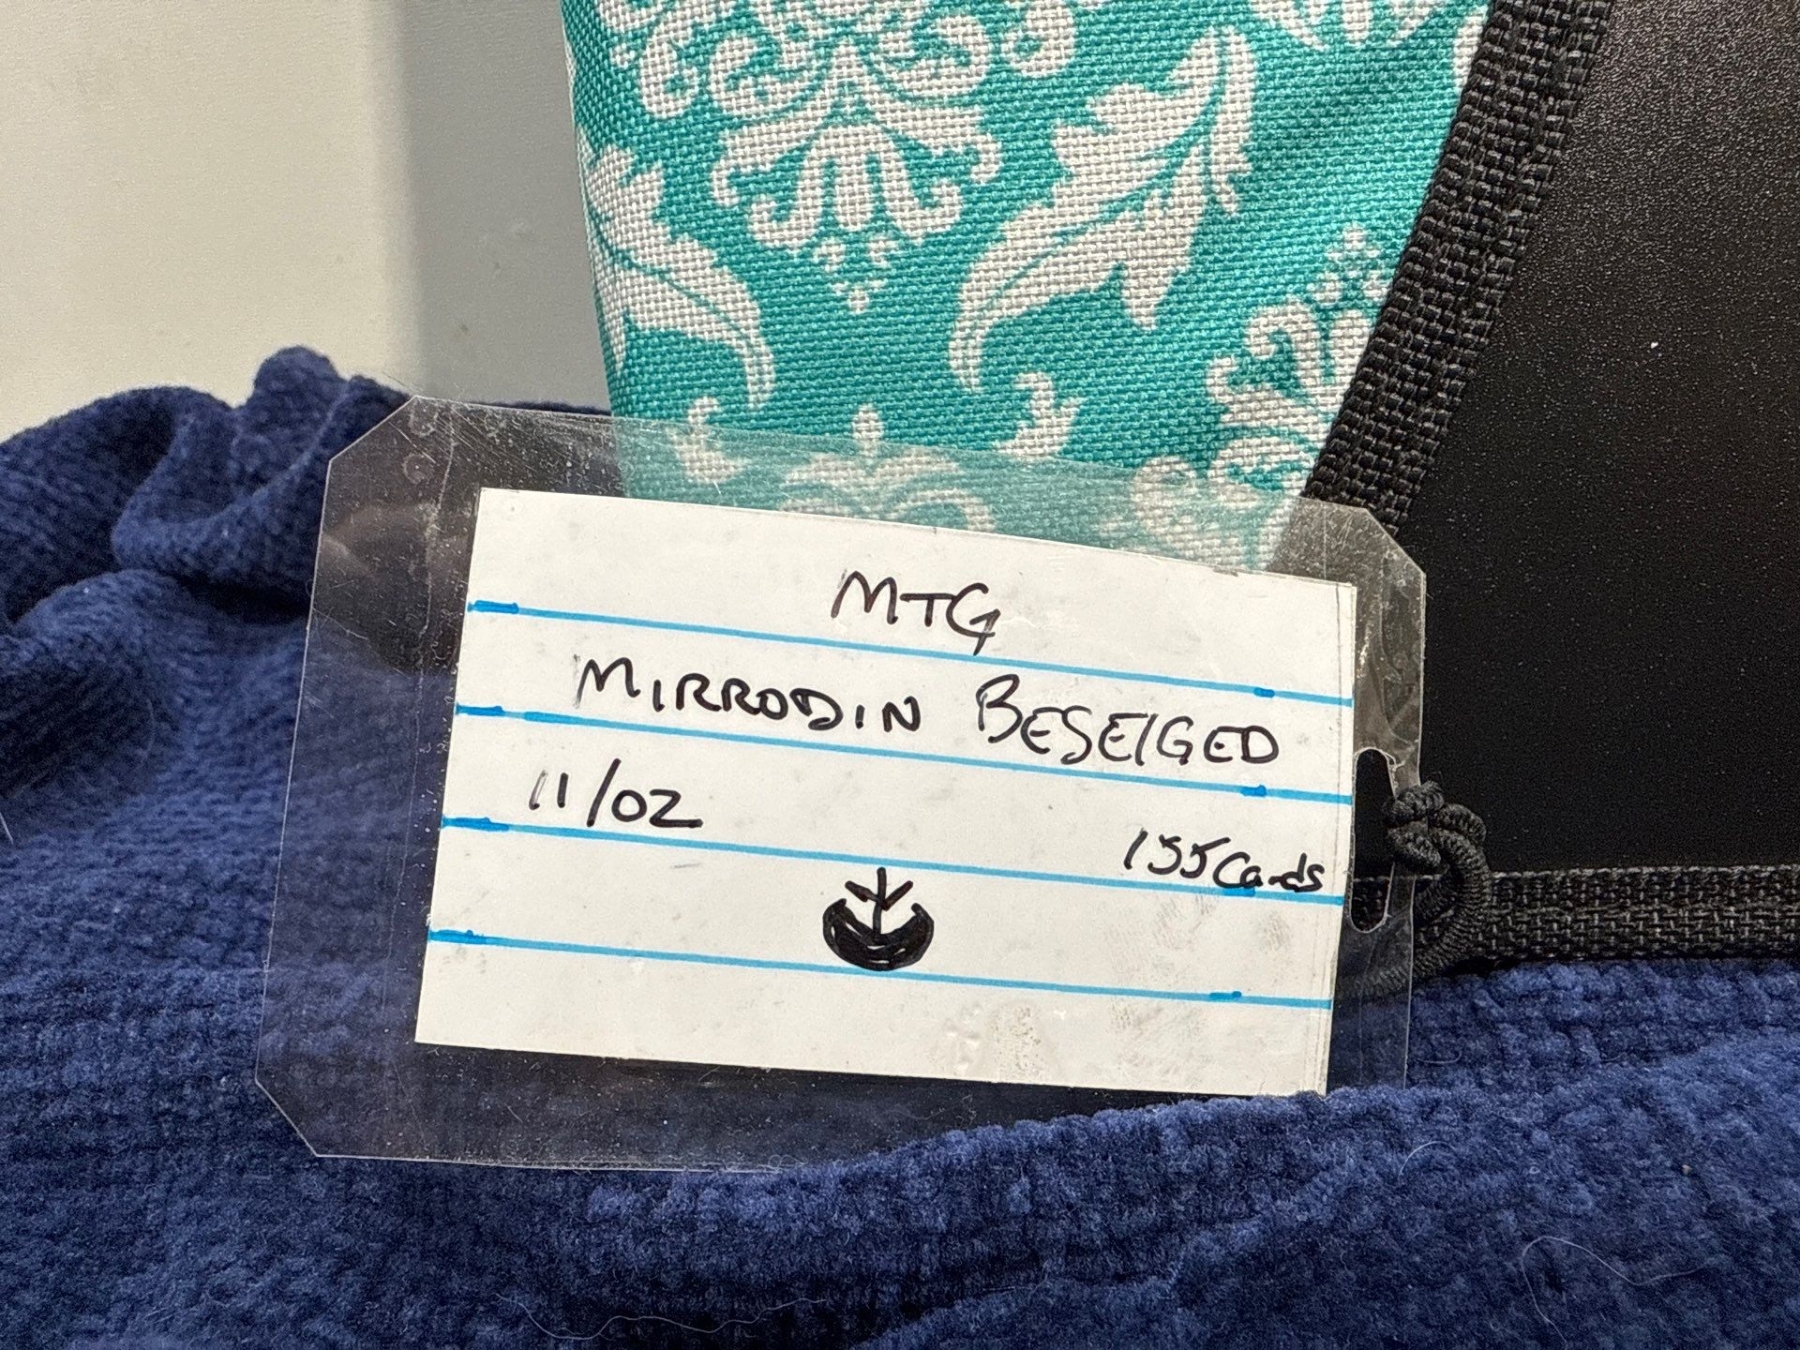 MTG
MIRRODIN BESEIGED
11/02
155 Cards